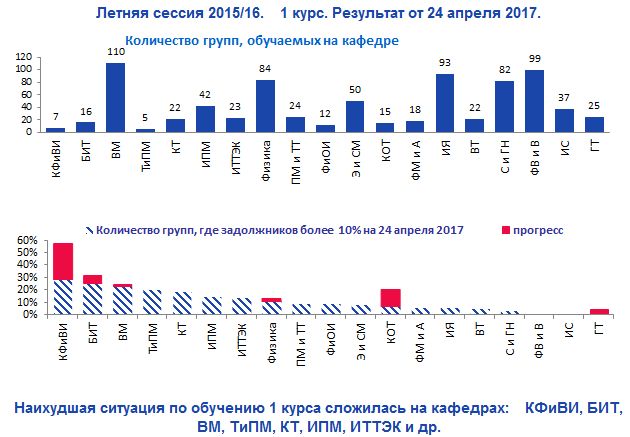 Летняя сессия 2015/16. 1 курс. Результат от 24 апреля 2017.
Количество групп, обучаемых на кафедре
120
100
80
60
40
20
0
7 16 110 5 22 42 23 84 24 12 50 15 18 93 22 82 99 37 25
КФиВИ БИТ ВМ ТиПМ КТ ИПМ ИТТЭК Физика ПМ и ТТ ФиОИ Э и СМ КОТ ФМ и А ИЯ ВТ С и ГН ФВ и В ИС ГТ
Количество групп, где задолжников более 10% на 24 апреля 2017 прогресс
60%
50%
40%
30%
20%
10%
0%
КФиВИ БИТ ВМ ТиПМ КТ ИПМ ИТТЭК Физика ПМ и ТТ ФиОИ Э и СМ КОТ ФМ и А ИЯ ВТ С и ГН ФВ и В ИС ГТ
Наихудшая ситуация по обучению 1 курса сложилась на кафедрах: КФиВИ, БИТ,
ВМ, ТиПМ, КТ, ИПМ, ИТТЭК и др.